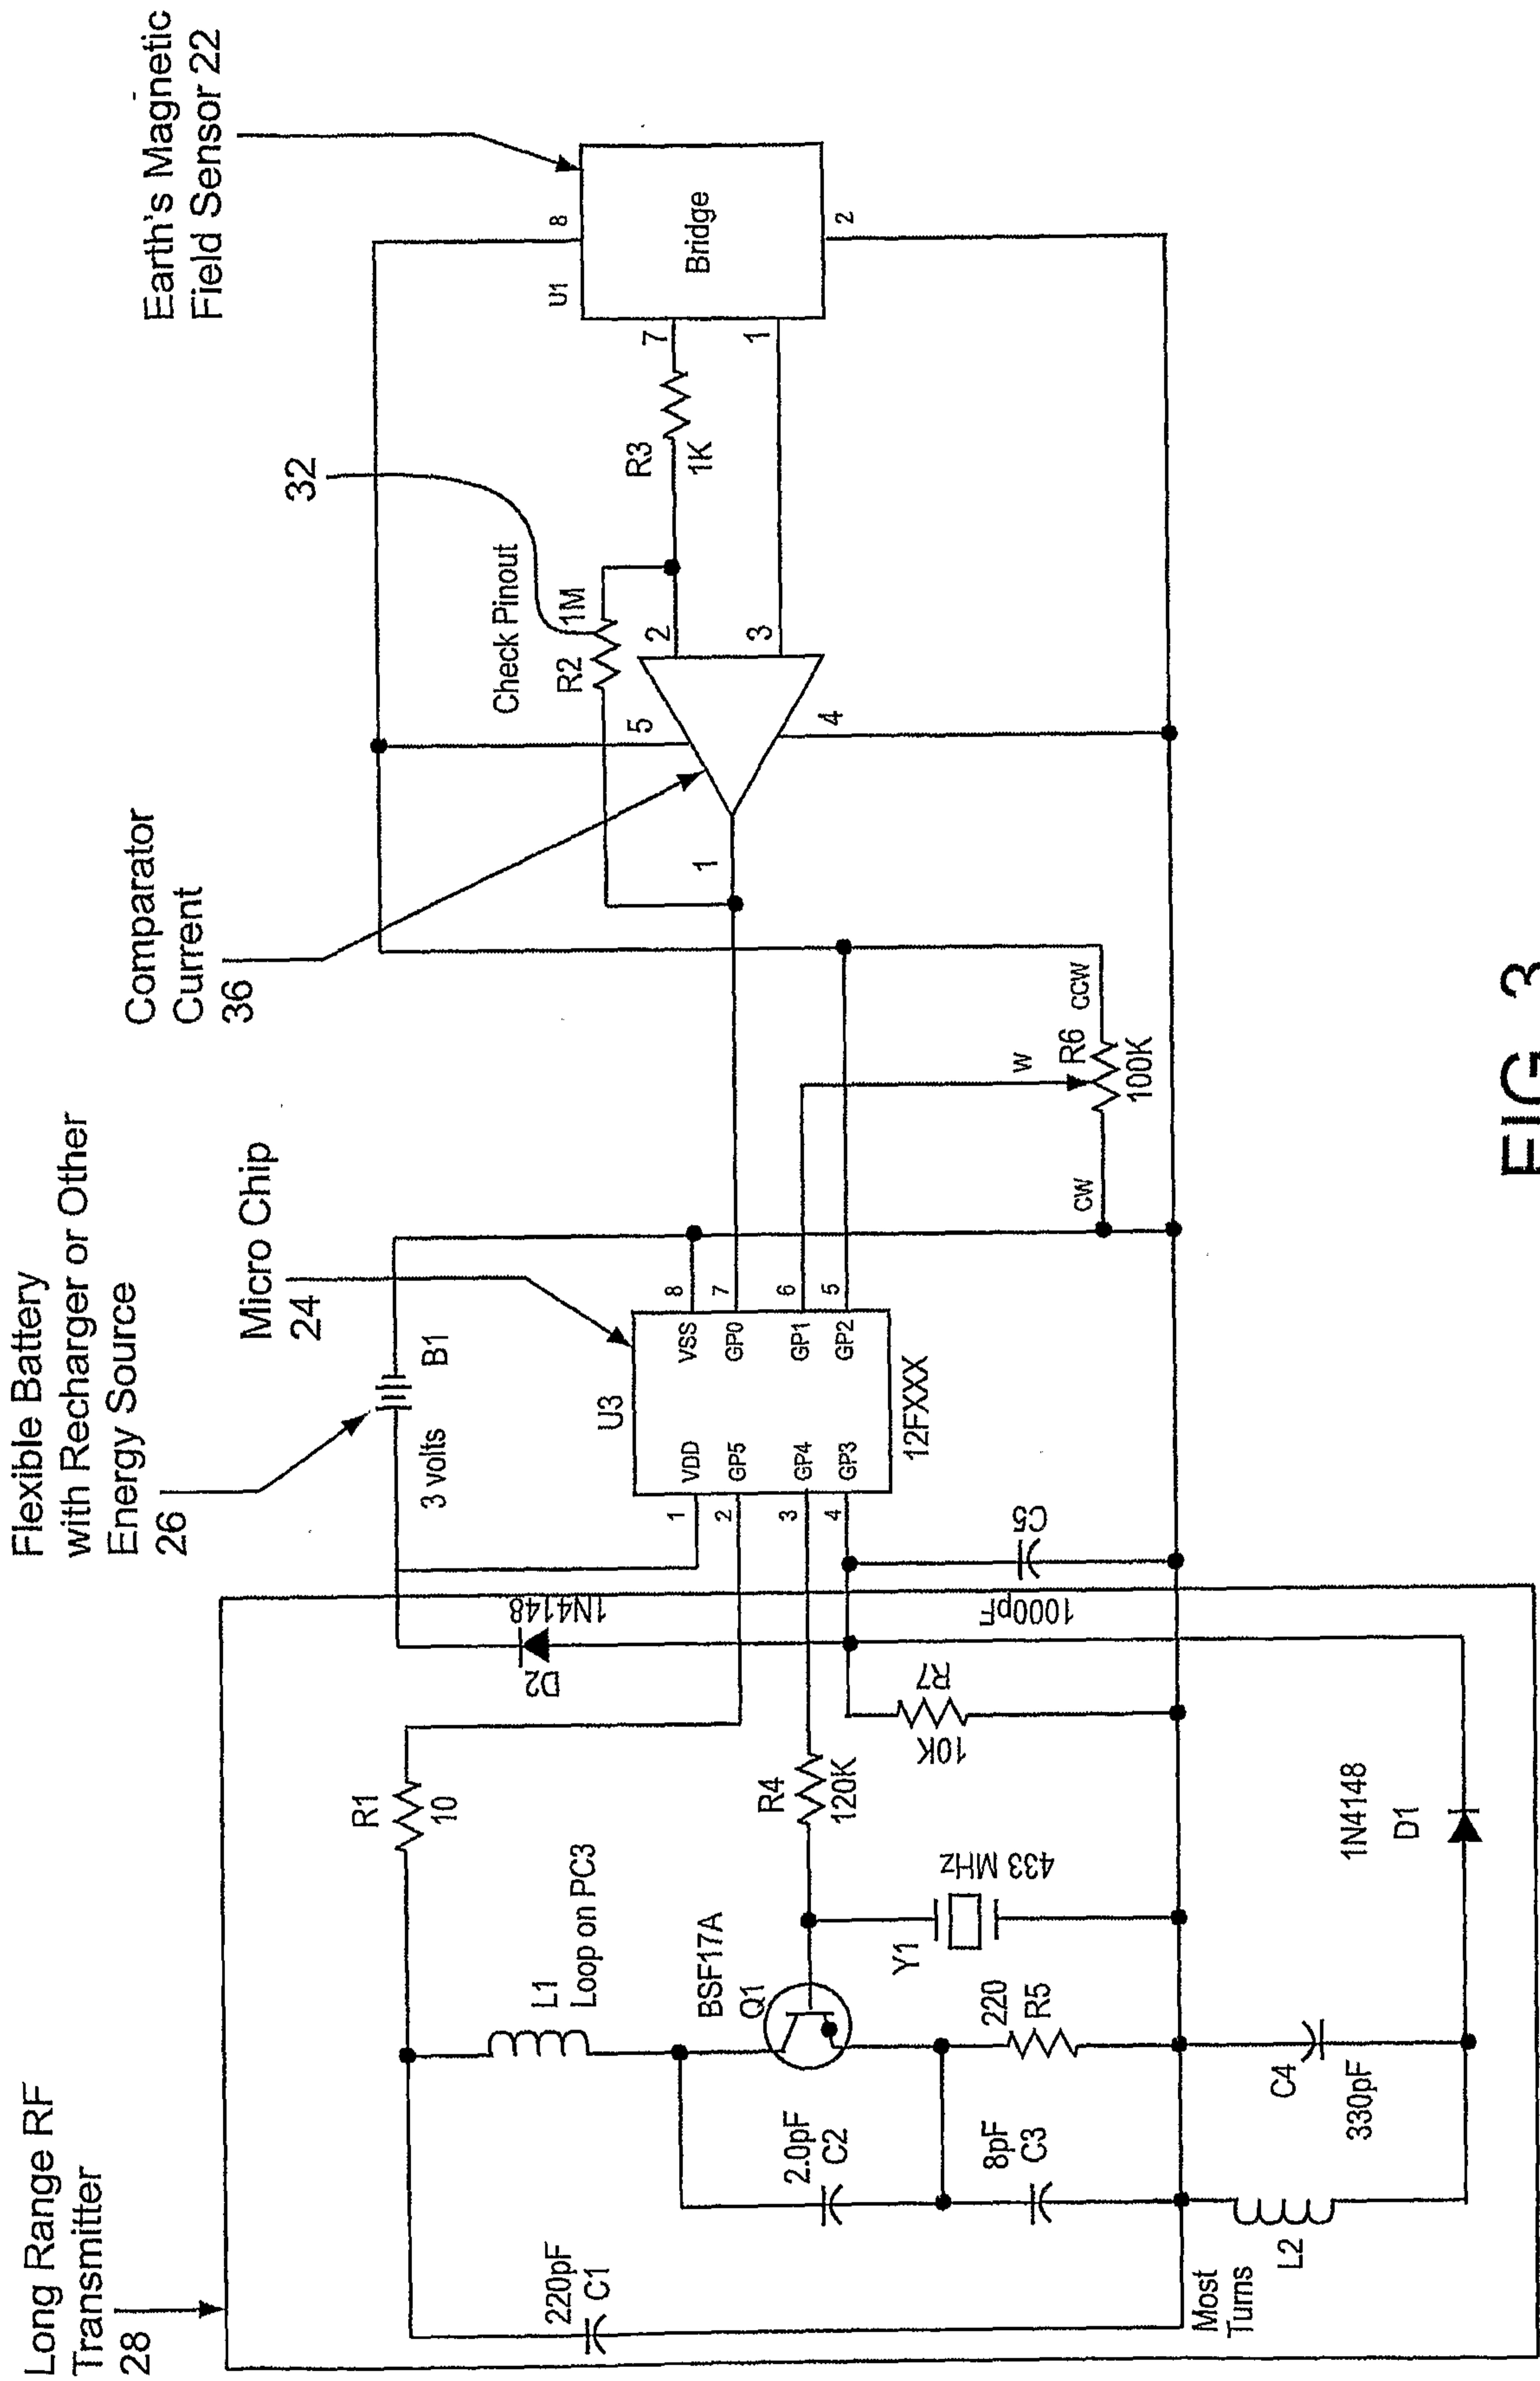 Long Range RF
Transmitter
28
Flexible Battery
with Recharger or Other
Energy Source
26
Micro Chip
24
Comparator
Current
36
Earth's Magnetic
Field Sensor 22
32
Check Pinout
R2
1M
5
2
3
4
1
R3
1K
7
1
U1
8
2
Bridge
3 volts
B1
U3
VDD
GP5
GP4
GP3
VSS
GP0
GP1
GP2
1
2
3
4
8
7
6
5
12FXXX
CW
W
CCW
R6
100K
R1
10
D2
1N4148
C5
1000pF
R7
10K
R4
120K
L1
Loop on PC3
BSF17A
Q1
Y1
433 MHz
220
R5
2.0pF
C2
8pF
C3
220pF
C1
Most
Turns
L2
C4
330pF
1N4148
D1
FIG. 3